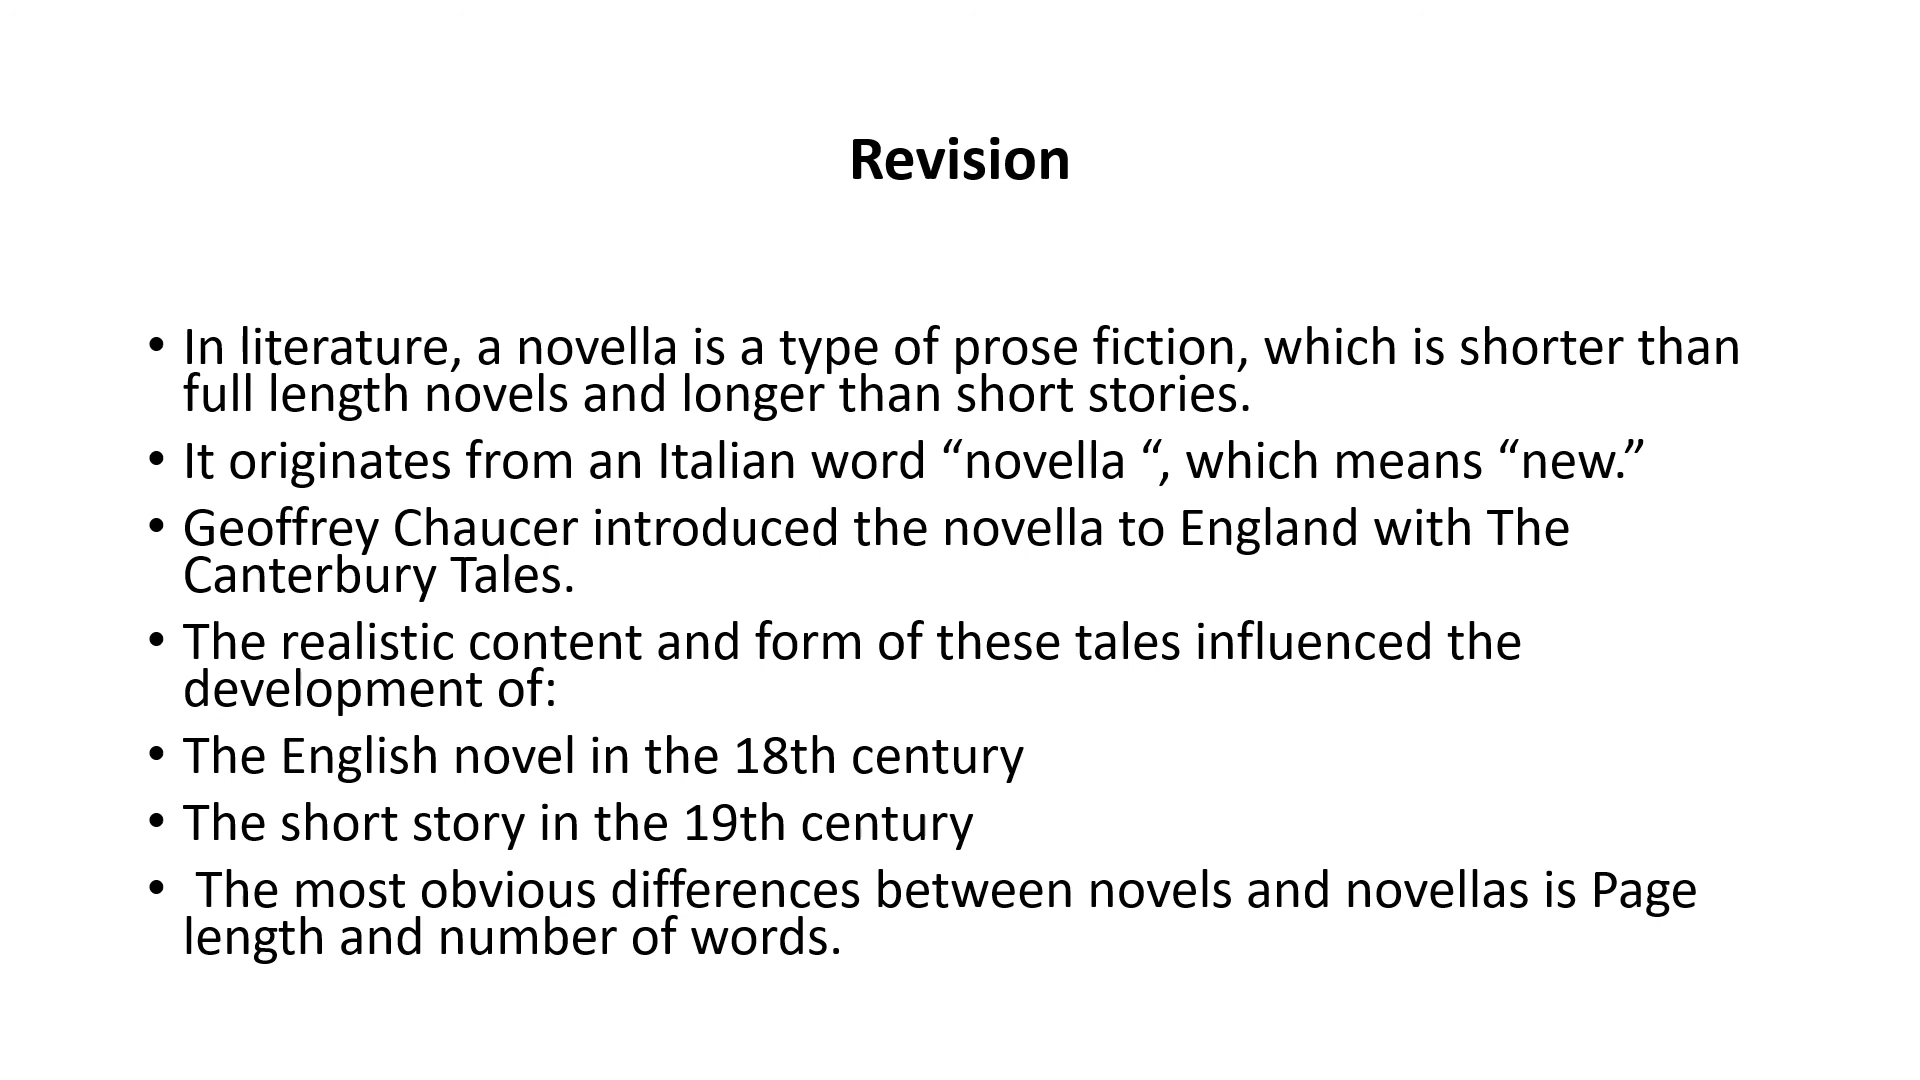 Revision
• In literature, a novella is a type of prose fiction, which is shorter than
full length novels and longer than short stories.
• It originates from an Italian word “novella “, which means “new.”
• Geoffrey Chaucer introduced the novella to England with The
Canterbury Tales.
• The realistic content and form of these tales influenced the
development of:
• The English novel in the 18th century
• The short story in the 19th century
• The most obvious differences between novels and novellas is Page
length and number of words.